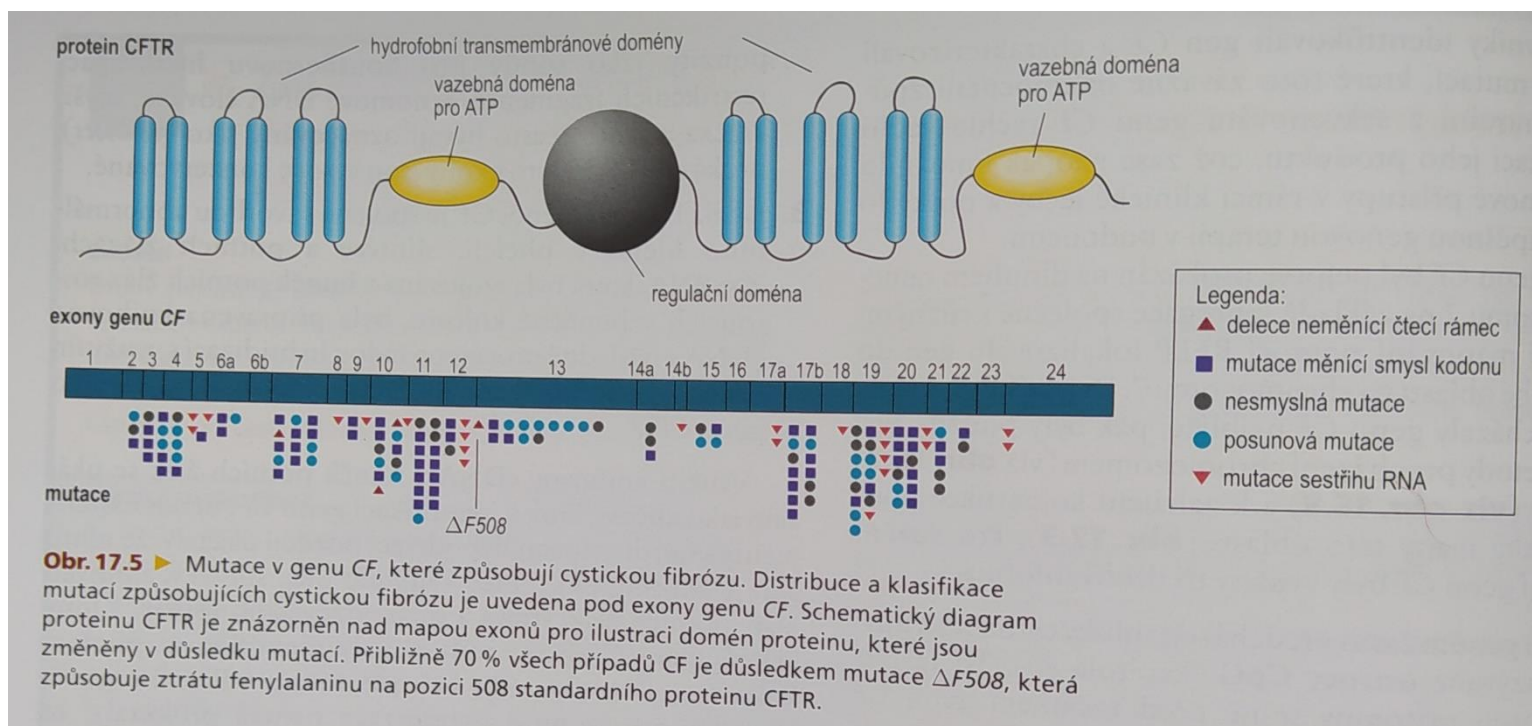 protein CFTR
hydrofobní transmembránové domény
vazebná doména
pro ATP
vazebná doména
pro ATP
regulační doména
exony genu CF
1 2 3 4 5 6a 6b 7 8 9 10 11 12 13 14a 14b 15 16 17a 17b 18 19 20 21 22 23 24
mutace
ΔF508
Legenda:
delece neměnící čtecí rámec
mutace měnící smysl kodonu
nesmyslná mutace
posunová mutace
mutace sestřihu RNA
Obr. 17.5 ► Mutace v genu CF, které způsobují cystickou fibrózu. Distribuce a klasifikace
mutací způsobujících cystickou fibrózu je uvedena pod exony genu CF. Schematický diagram
proteinu CFTR je znázorněn nad mapou exonů pro ilustraci domén proteinu, které jsou
změněny v důsledku mutací. Přibližně 70 % všech případů CF je důsledkem mutace ΔF508, která
způsobuje ztrátu fenylalaninu na pozici 508 standardního proteinu CFTR.